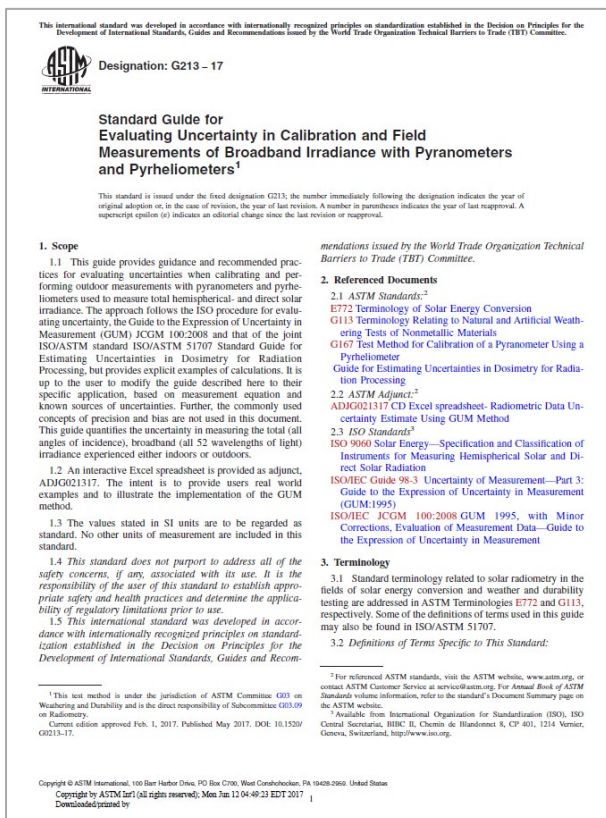 This international standard was developed in accordance with internationally recognized principles on standardization established in the Decision on Principles for the
Development of International Standards, Guides and Recommendations issued by the World Trade Organization Technical Barriers to Trade (TBT) Committee.
ASTM
INTERNATIONAL
Designation: G213 – 17
Standard Guide for
Evaluating Uncertainty in Calibration and Field
Measurements of Broadband Irradiance with Pyranometers
and Pyrheliometers¹
This standard is issued under the fixed designation G213; the number immediately following the designation indicates the year of
original adoption or, in the case of revision, the year of last revision. A number in parentheses indicates the year of last reapproval. A
superscript epsilon (ε) indicates an editorial change since the last revision or reapproval.
1. Scope
1.1 This guide provides guidance and recommended prac-
tices for evaluating uncertainties when calibrating and per-
forming outdoor measurements with pyranometers and pyrhe-
liometers used to measure total hemispherical- and direct solar
irradiance. The approach follows the ISO procedure for evalu-
ating uncertainty, the Guide to the Expression of Uncertainty in
Measurement (GUM) JCGM 100:2008 and that of the joint
ISO/ASTM standard ISO/ASTM 51707 Standard Guide for
Estimating Uncertainties in Dosimetry for Radiation
Processing, but provides explicit examples of calculations. It is
up to the user to modify the guide described here to their
specific application, based on measurement equation and
known sources of uncertainties. Further, the commonly used
concepts of precision and bias are not used in this document.
This guide quantifies the uncertainty in measuring the total (all
angles of incidence), broadband (all 52 wavelengths of light)
irradiance experienced either indoors or outdoors.
1.2 An interactive Excel spreadsheet is provided as adjunct,
ADJG021317. The intent is to provide users real world
examples and to illustrate the implementation of the GUM
method.
1.3 The values stated in SI units are to be regarded as
standard. No other units of measurement are included in this
standard.
1.4 This standard does not purport to address all of the
safety concerns, if any, associated with its use. It is the
responsibility of the user of this standard to establish appro-
priate safety and health practices and determine the applica-
bility of regulatory limitations prior to use.
1.5 This international standard was developed in accor-
dance with internationally recognized principles on standard-
ization established in the Decision on Principles for the
Development of International Standards, Guides and Recom-
mendations issued by the World Trade Organization Technical
Barriers to Trade (TBT) Committee.
2. Referenced Documents
2.1 ASTM Standards:²
E772 Terminology of Solar Energy Conversion
G113 Terminology Relating to Natural and Artificial Weath-
ering Tests of Nonmetallic Materials
G167 Test Method for Calibration of a Pyranometer Using a
Pyrheliometer
Guide for Estimating Uncertainties in Dosimetry for Radia-
tion Processing
2.2 ASTM Adjunct:²
ADJG021317 CD Excel spreadsheet- Radiometric Data Un-
certainty Estimate Using GUM Method
2.3 ISO Standards³
ISO 9060 Solar Energy—Specification and Classification of
Instruments for Measuring Hemispherical Solar and Di-
rect Solar Radiation
ISO/IEC Guide 98-3 Uncertainty of Measurement—Part 3:
Guide to the Expression of Uncertainty in Measurement
(GUM:1995)
ISO/IEC JCGM 100:2008 GUM 1995, with Minor
Corrections, Evaluation of Measurement Data—Guide to
the Expression of Uncertainty in Measurement
3. Terminology
3.1 Standard terminology related to solar radiometry in the
fields of solar energy conversion and weather and durability
testing are addressed in ASTM Terminologies E772 and G113,
respectively. Some of the definitions of terms used in this guide
may also be found in ISO/ASTM 51707.
3.2 Definitions of Terms Specific to This Standard:
¹ This test method is under the jurisdiction of ASTM Committee G03 on
Weathering and Durability and is the direct responsibility of Subcommittee G03.09
on Radiometry.
Current edition approved Feb. 1, 2017. Published May 2017. DOI: 10.1520/
G0213–17.
² For referenced ASTM standards, visit the ASTM website, www.astm.org, or
contact ASTM Customer Service at service@astm.org. For Annual Book of ASTM
Standards volume information, refer to the standard's Document Summary page on
the ASTM website.
³ Available from International Organization for Standardization (ISO), ISO
Central Secretariat, BIBC II, Chemin de Blandonnet 8, CP 401, 1214 Vernier,
Geneva, Switzerland, http://www.iso.org.
Copyright © ASTM International, 100 Barr Harbor Drive, PO Box C700, West Conshohocken, PA 19428-2959. United States
Copyright by ASTM Int'l (all rights reserved); Mon Jun 12 04:49:23 EDT 2017
Downloaded/printed by
1